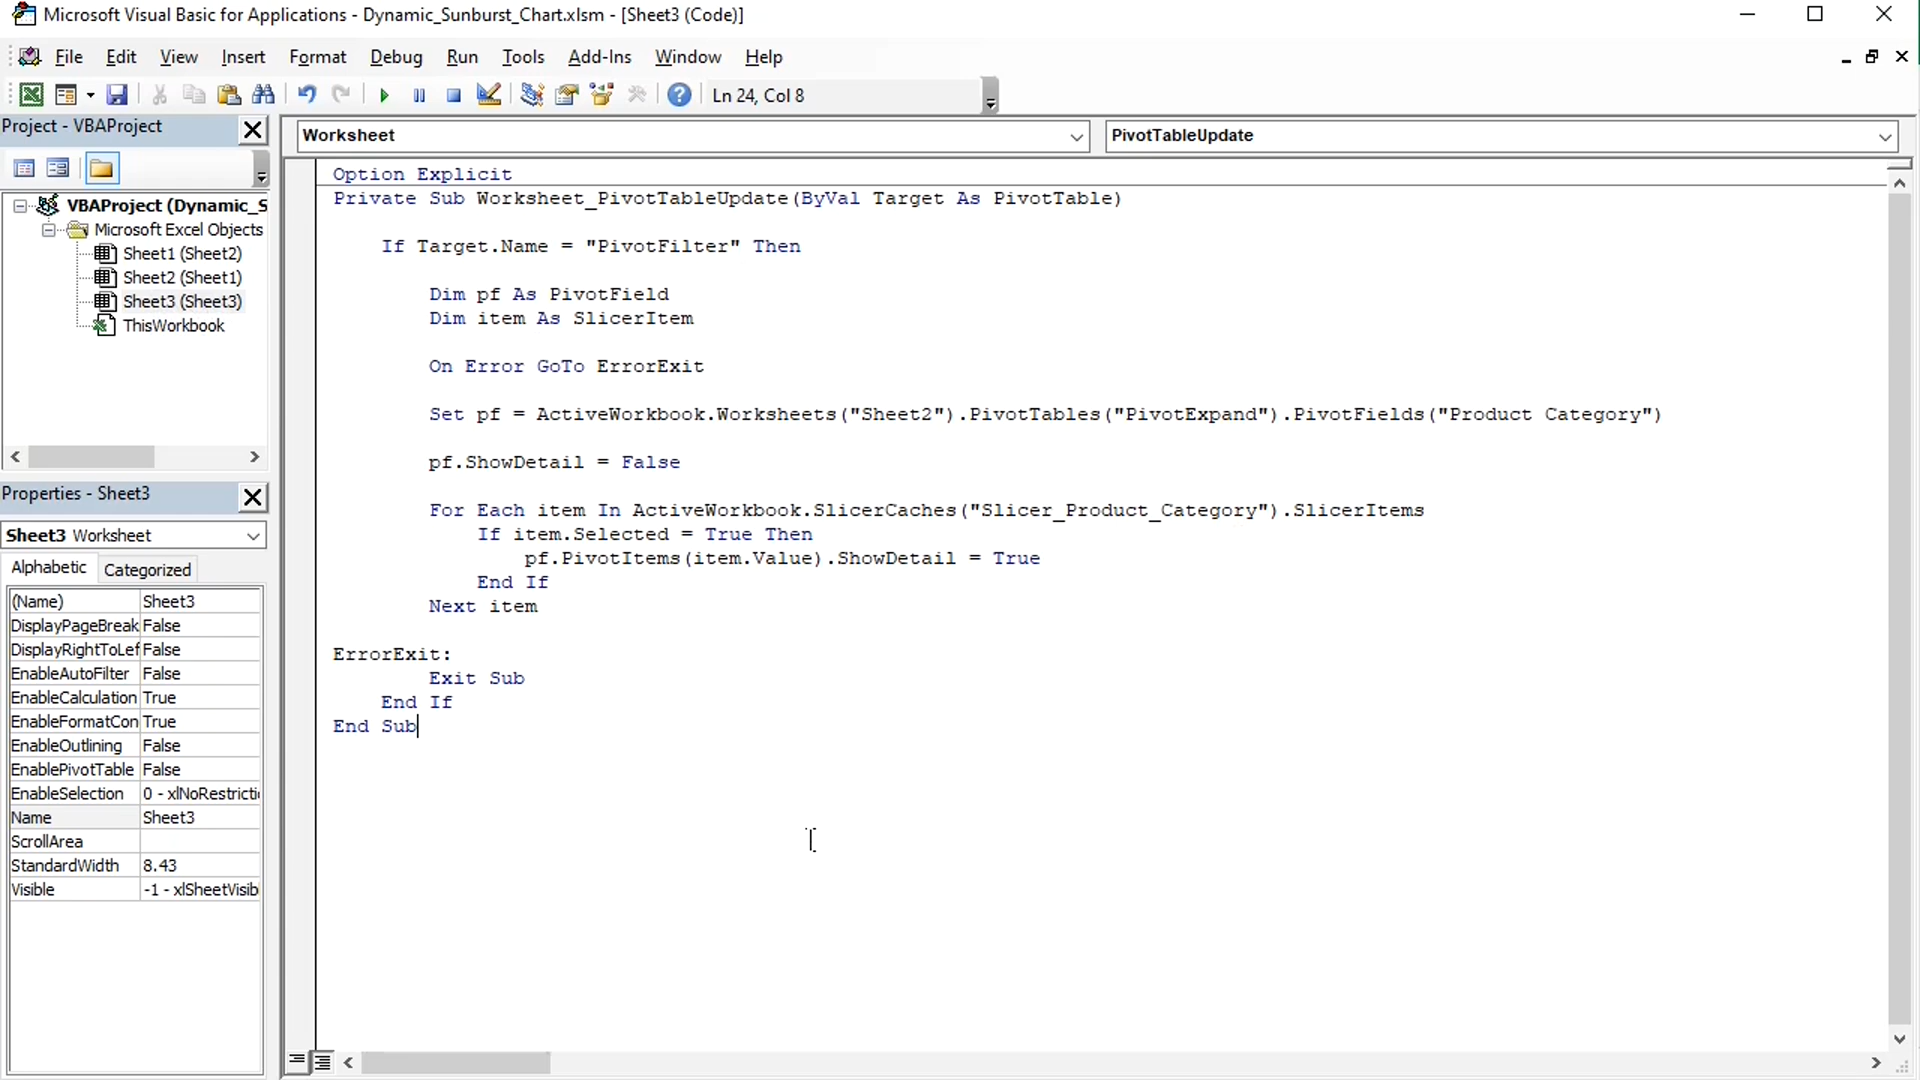 Microsoft Visual Basic for Applications - Dynamic_Sunburst_Chart.xlsm - [Sheet3 (Code)]
File Edit View Insert Format Debug Run Tools Add-Ins Window Help
Ln 24, Col 8
Project - VBAProject
VBAProject (Dynamic_S
Microsoft Excel Objects
Sheet1 (Sheet2)
Sheet2 (Sheet1)
Sheet3 (Sheet3)
ThisWorkbook
Properties - Sheet3
Sheet3 Worksheet
Alphabetic Categorized
(Name) Sheet3
DisplayPageBreak False
DisplayRightToLef False
EnableAutoFilter False
EnableCalculation True
EnableFormatCon True
EnableOutlining False
EnablePivotTable False
EnableSelection 0 - xlNoRestricti
Name Sheet3
ScrollArea
StandardWidth 8.43
Visible -1 - xlSheetVisib
Worksheet PivotTableUpdate
Option Explicit
Private Sub Worksheet_PivotTableUpdate(ByVal Target As PivotTable)
If Target.Name = "PivotFilter" Then
Dim pf As PivotField
Dim item As SlicerItem
On Error GoTo ErrorExit
Set pf = ActiveWorkbook.Worksheets("Sheet2").PivotTables("PivotExpand").PivotFields("Product Category")
pf.ShowDetail = False
For Each item In ActiveWorkbook.SlicerCaches("Slicer_Product_Category").SlicerItems
If item.Selected = True Then
pf.PivotItems(item.Value).ShowDetail = True
End If
Next item
ErrorExit:
Exit Sub
End If
End Sub